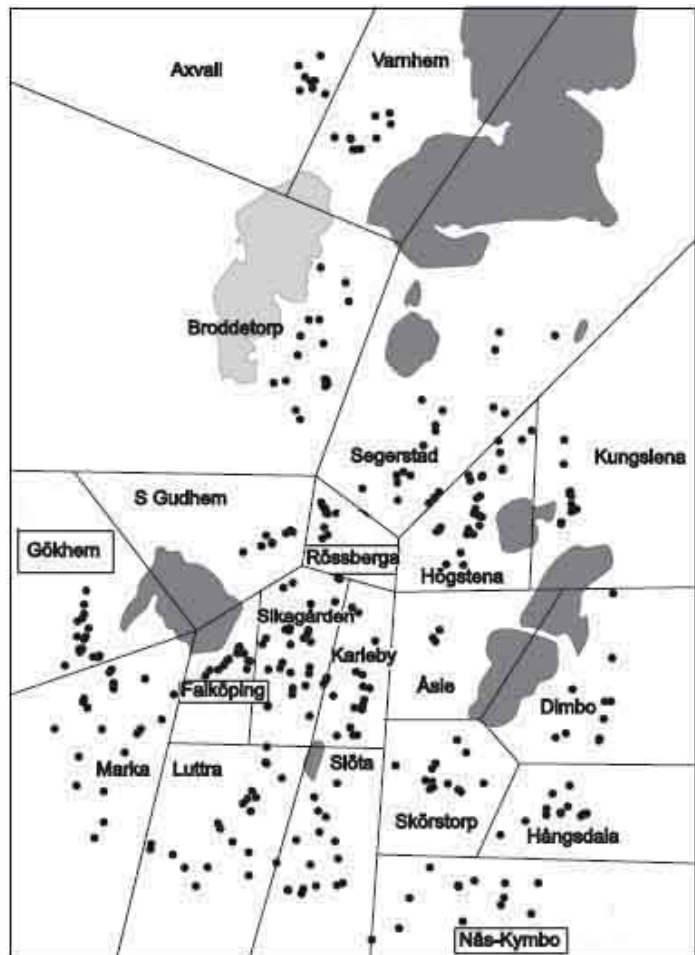 Axvall
Varnhem
Broddetorp
Segerstad
Kungslena
S Gudhem
Gökhem
Rössberga
Högstena
Sikagården
Karleby
Åsle
Falköping
Dimbo
Marka
Luttra
Slöta
Skörstorp
Hångsdala
Näs-Kymbo